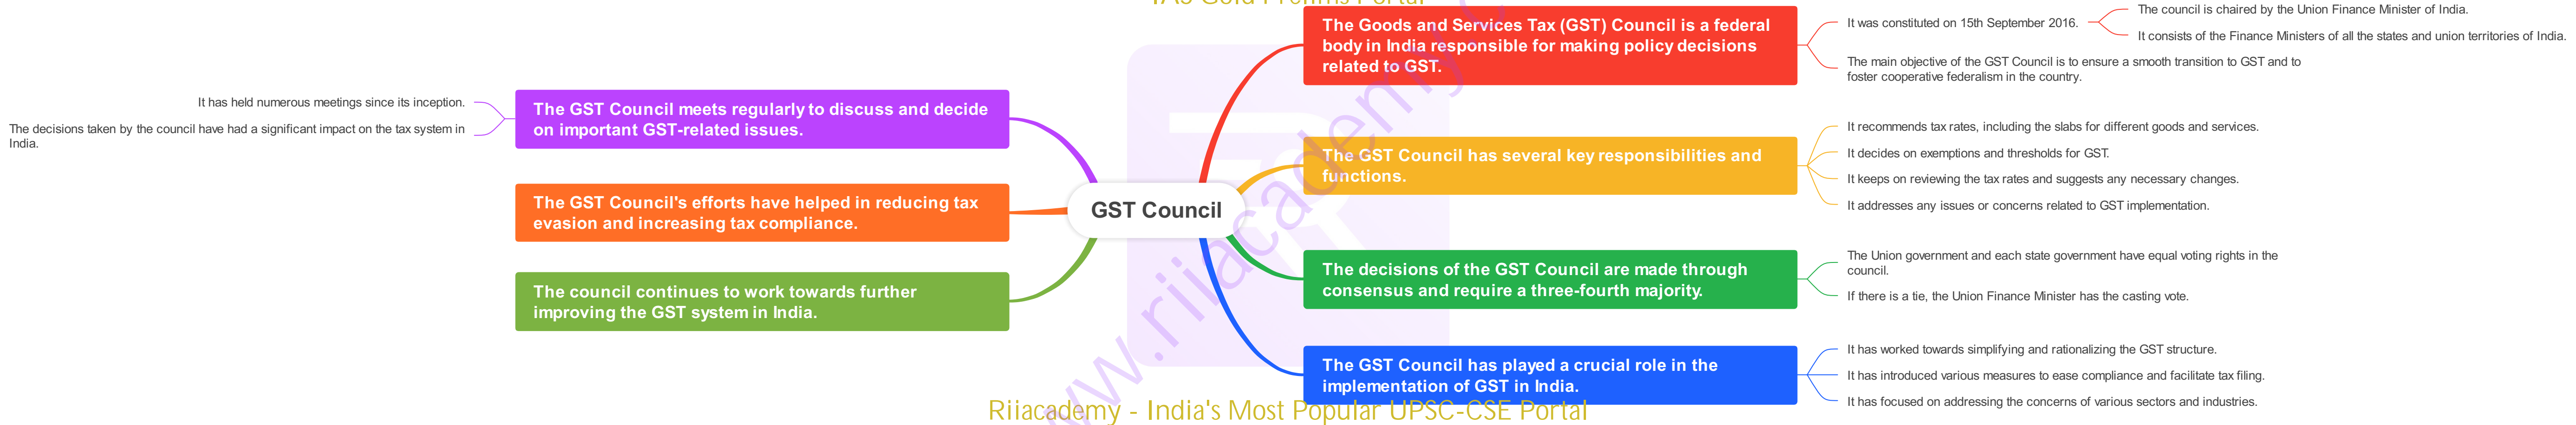 IAS Gold Prelims Portal
GST Council
The Goods and Services Tax (GST) Council is a federal
body in India responsible for making policy decisions
related to GST.
It was constituted on 15th September 2016.
The council is chaired by the Union Finance Minister of India.
It consists of the Finance Ministers of all the states and union territories of India.
The main objective of the GST Council is to ensure a smooth transition to GST and to
foster cooperative federalism in the country.
The GST Council has several key responsibilities and
functions.
It recommends tax rates, including the slabs for different goods and services.
It decides on exemptions and thresholds for GST.
It keeps on reviewing the tax rates and suggests any necessary changes.
It addresses any issues or concerns related to GST implementation.
The decisions of the GST Council are made through
consensus and require a three-fourth majority.
The Union government and each state government have equal voting rights in the
council.
If there is a tie, the Union Finance Minister has the casting vote.
The GST Council has played a crucial role in the
implementation of GST in India.
It has worked towards simplifying and rationalizing the GST structure.
It has introduced various measures to ease compliance and facilitate tax filing.
It has focused on addressing the concerns of various sectors and industries.
The GST Council meets regularly to discuss and decide
on important GST-related issues.
It has held numerous meetings since its inception.
The decisions taken by the council have had a significant impact on the tax system in
India.
The GST Council's efforts have helped in reducing tax
evasion and increasing tax compliance.
The council continues to work towards further
improving the GST system in India.
Riiacademy - India's Most Popular UPSC-CSE Portal